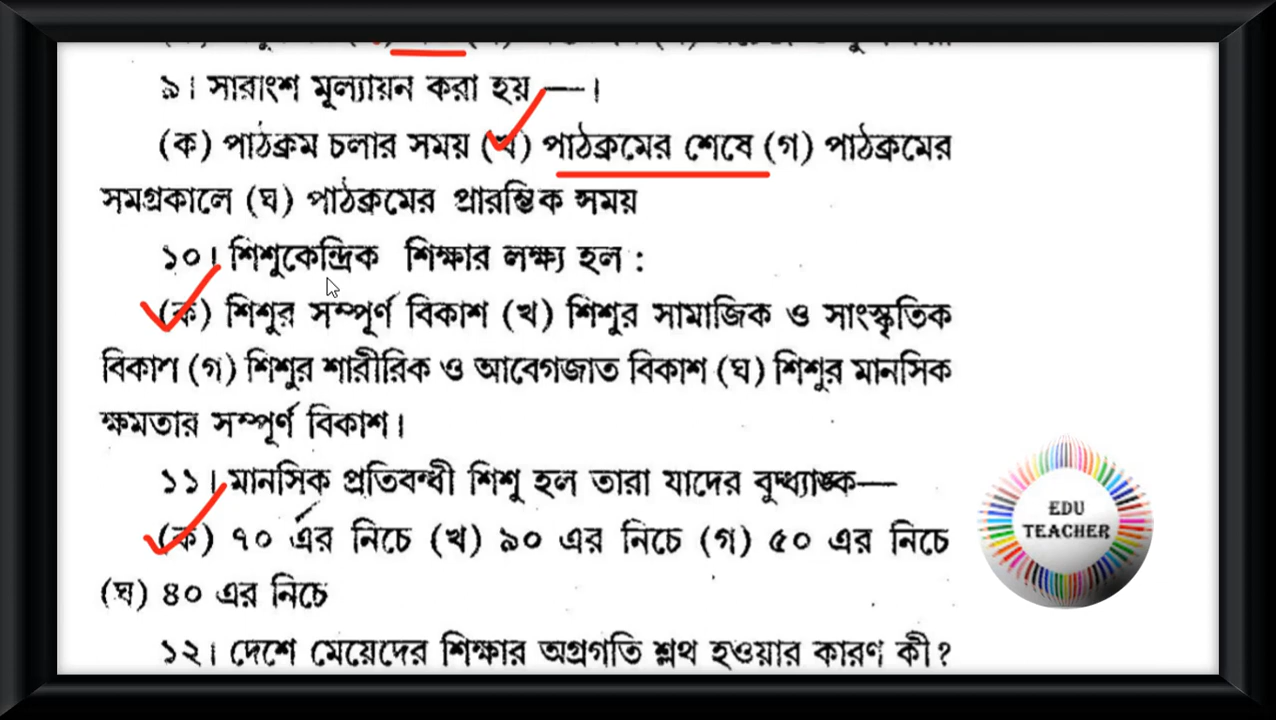 ৯। সারাংশ মূল্যায়ন করা হয় —।
(ক) পাঠক্রম চলার সময় (খ) পাঠক্রমের শেষে (গ) পাঠক্রমের
সমগ্রকালে (ঘ) পাঠক্রমের প্রারম্ভিক সময়
১০। শিশুকেন্দ্রিক শিক্ষার লক্ষ্য হল :
(ক) শিশুর সম্পূর্ণ বিকাশ (খ) শিশুর সামাজিক ও সাংস্কৃতিক
বিকাশ (গ) শিশুর শারীরিক ও আবেগজাত বিকাশ (ঘ) শিশুর মানসিক
ক্ষমতার সম্পূর্ণ বিকাশ।
১১। মানসিক প্রতিবন্ধী শিশু হল তারা যাদের বুদ্ধ্যাঙ্ক—
(ক) ৭০ এর নিচে (খ) ৯০ এর নিচে (গ) ৫০ এর নিচে
(ঘ) ৪০ এর নিচে
EDU
TEACHER
১২। দেশে মেয়েদের শিক্ষার অগ্রগতি শ্লথ হওয়ার কারণ কী?